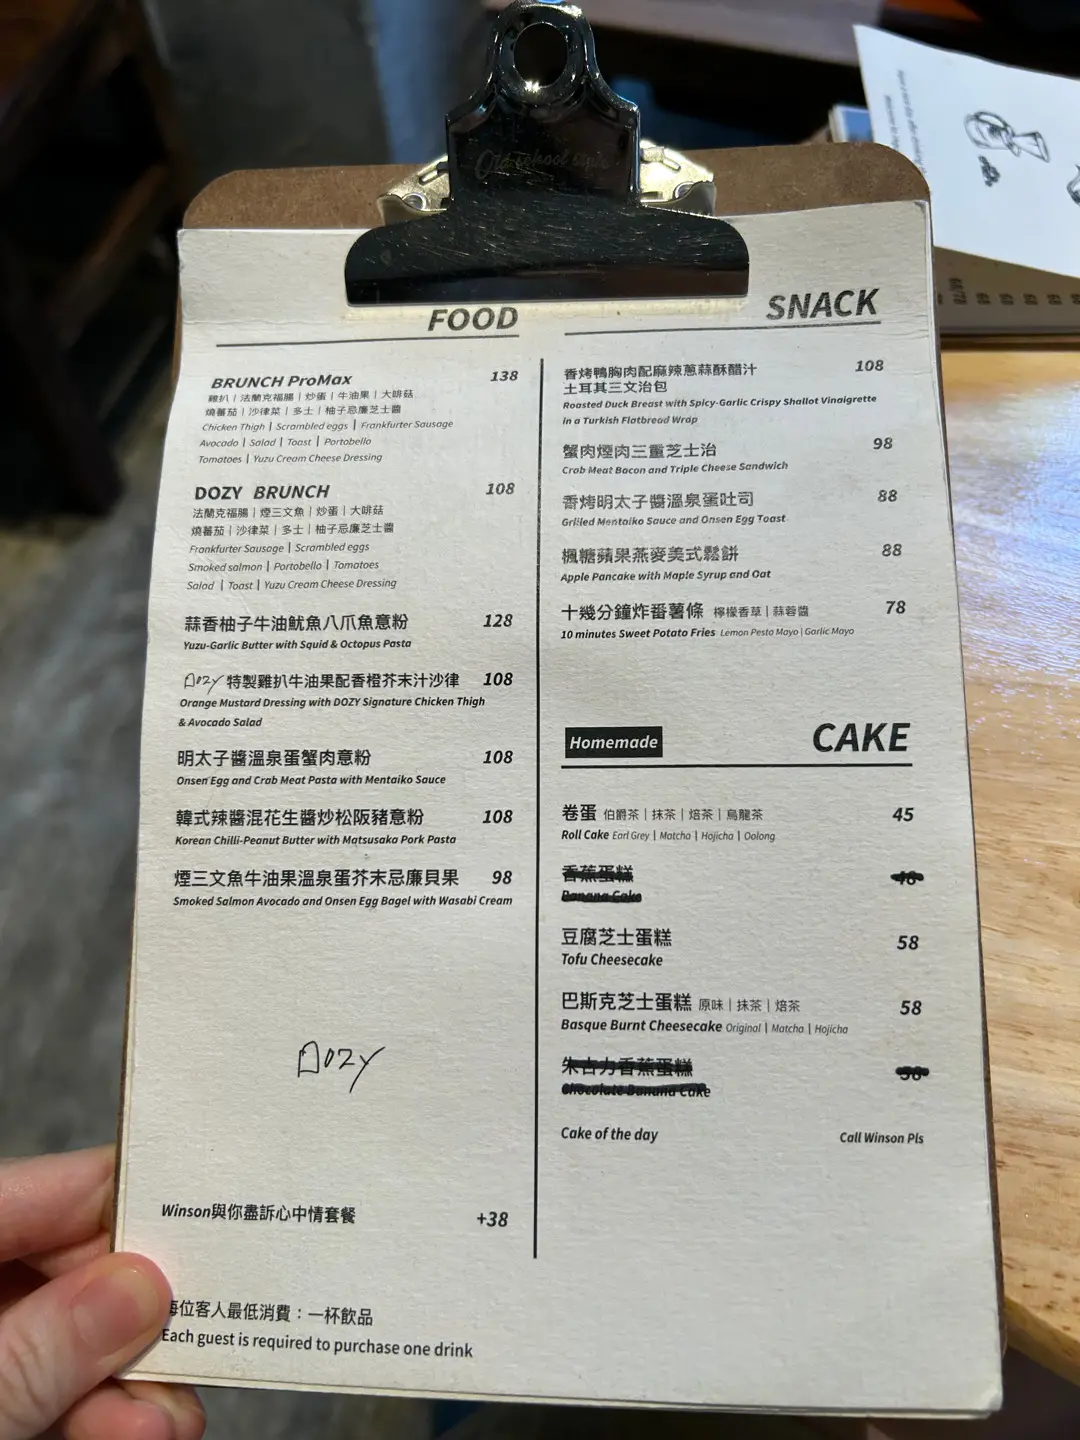 Old school style
FOOD
BRUNCH ProMax 138
雞扒 | 法蘭克福腸 | 炒蛋 | 牛油果 | 大啡菇
燒蕃茄 | 沙律菜 | 多士 | 柚子忌廉芝士醬
Chicken Thigh | Scrambled eggs | Frankfurter Sausage
Avocado | Salad | Toast | Portobello
Tomatoes | Yuzu Cream Cheese Dressing
DOZY BRUNCH 108
法蘭克福腸 | 煙三文魚 | 炒蛋 | 大啡菇
燒蕃茄 | 沙律菜 | 多士 | 柚子忌廉芝士醬
Frankfurter Sausage | Scrambled eggs
Smoked salmon | Portobello | Tomatoes
Salad | Toast | Yuzu Cream Cheese Dressing
蒜香柚子牛油魷魚八爪魚意粉 128
Yuzu-Garlic Butter with Squid & Octopus Pasta
Dozy 特製雞扒牛油果配香橙芥末汁沙律 108
Orange Mustard Dressing with DOZY Signature Chicken Thigh
& Avocado Salad
明太子醬溫泉蛋蟹肉意粉 108
Onsen Egg and Crab Meat Pasta with Mentaiko Sauce
韓式辣醬混花生醬炒松阪豬意粉 108
Korean Chilli-Peanut Butter with Matsusaka Pork Pasta
煙三文魚牛油果溫泉蛋芥末忌廉貝果 98
Smoked Salmon Avocado and Onsen Egg Bagel with Wasabi Cream
Dozy
Winson與你盡訴心中情套餐 +38
每位客人最低消費：一杯飲品
Each guest is required to purchase one drink
SNACK
香烤鴨胸肉配麻辣蔥蒜酥醋汁 108
土耳其三文治包
Roasted Duck Breast with Spicy-Garlic Crispy Shallot Vinaigrette
in a Turkish Flatbread Wrap
蟹肉煙肉三重芝士治 98
Crab Meat Bacon and Triple Cheese Sandwich
香烤明太子醬溫泉蛋吐司 88
Grilled Mentaiko Sauce and Onsen Egg Toast
楓糖蘋果燕麥美式鬆餅 88
Apple Pancake with Maple Syrup and Oat
十幾分鐘炸番薯條 檸檬香草 | 蒜蓉醬 78
10 minutes Sweet Potato Fries Lemon Pesto Mayo | Garlic Mayo
Homemade CAKE
卷蛋 伯爵茶 | 抹茶 | 焙茶 | 烏龍茶 45
Roll Cake Earl Grey | Matcha | Hojicha | Oolong
香蕉蛋糕 48
Banana Cake
豆腐芝士蛋糕 58
Tofu Cheesecake
巴斯克芝士蛋糕 原味 | 抹茶 | 焙茶 58
Basque Burnt Cheesecake Original | Matcha | Hojicha
朱古力香蕉蛋糕 58
Chocolate Banana Cake
Cake of the day Call Winson Pls